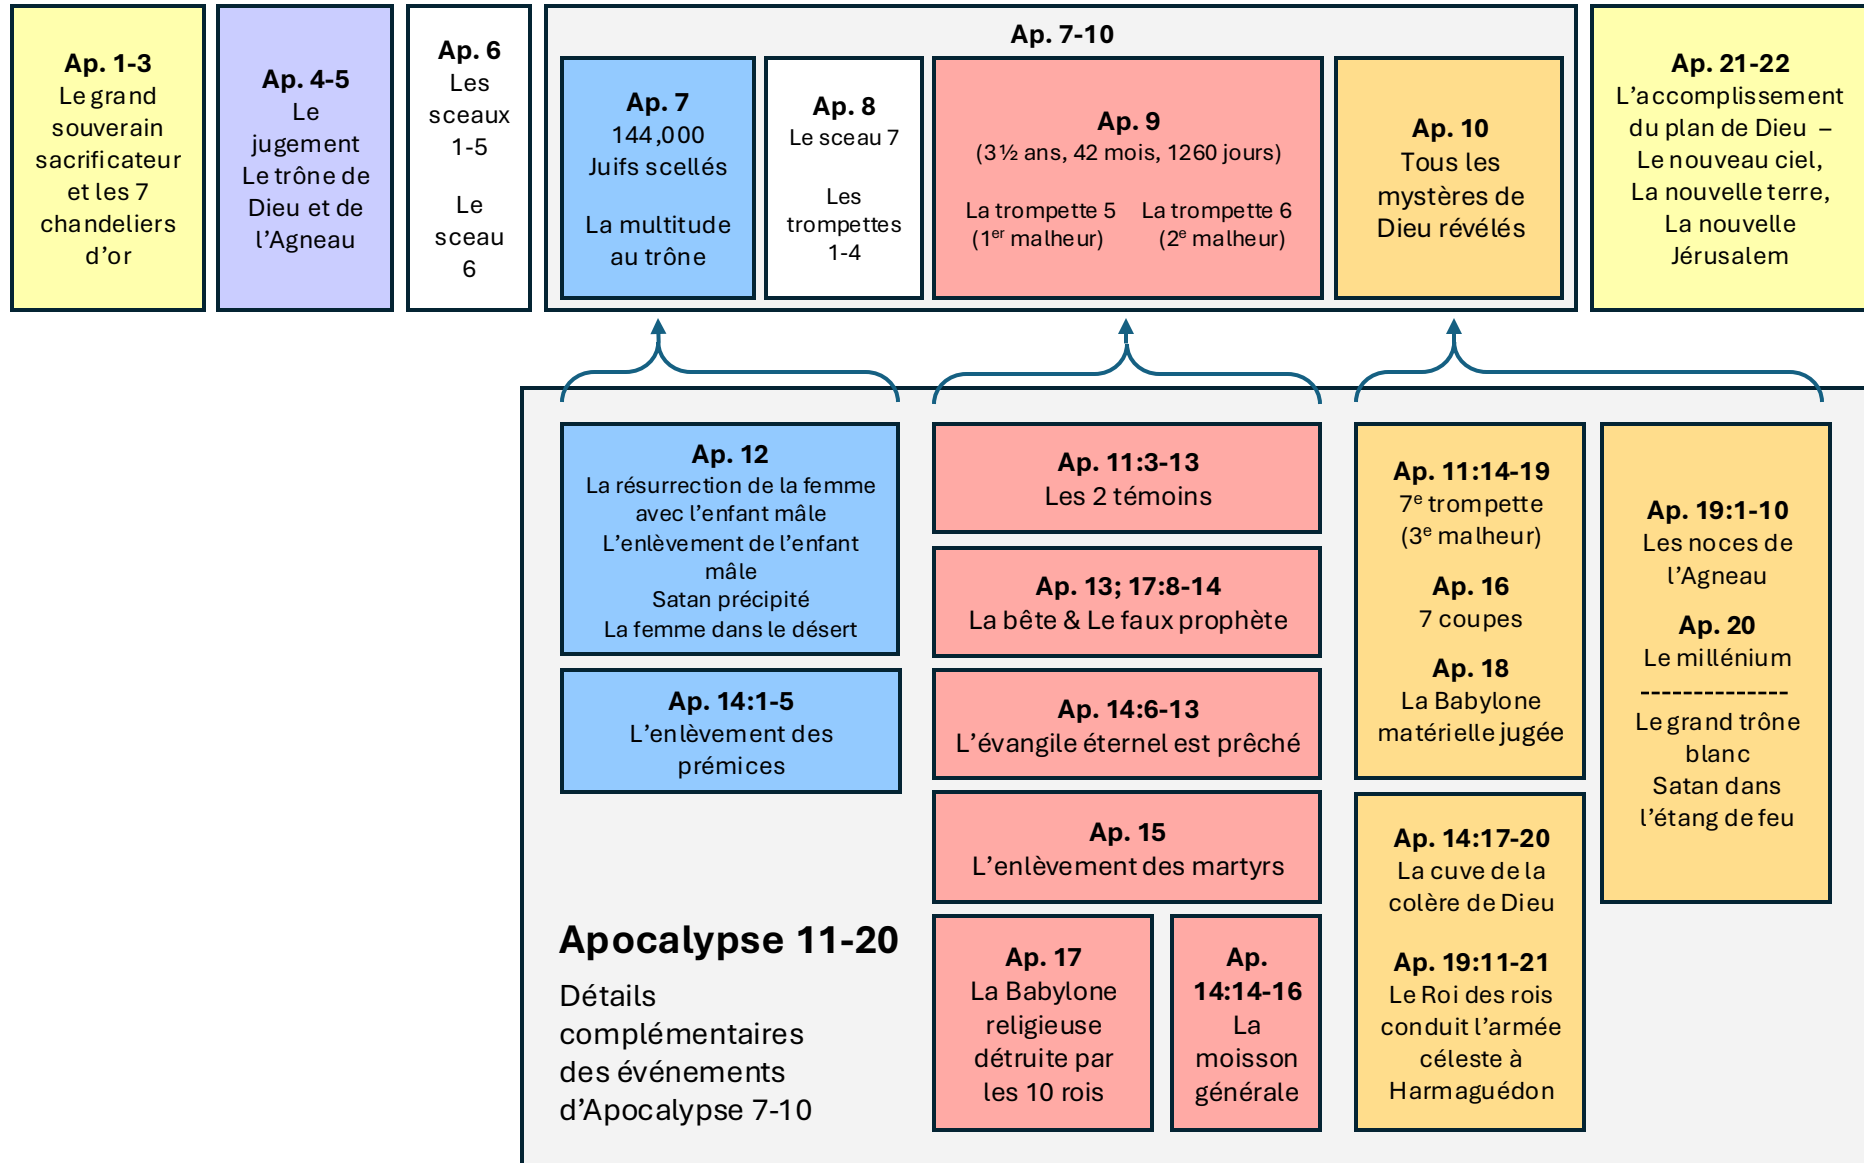 Ap. 1-3
Le grand
souverain
sacrificateur
et les 7
chandeliers
d’or
Ap. 4-5
Le
jugement
Le trône de
Dieu et de
l’Agneau
Ap. 6
Les
sceaux
1-5
Le
sceau
6
Ap. 7-10
Ap. 7
144,000
Juifs scellés
La multitude
au trône
Ap. 8
Le sceau 7
Les
trompettes
1-4
Ap. 9
(3 ½ ans, 42 mois, 1260 jours)
La trompette 5
(1er malheur)
La trompette 6
(2e malheur)
Ap. 10
Tous les
mystères de
Dieu révélés
Ap. 21-22
L’accomplissement
du plan de Dieu –
Le nouveau ciel,
La nouvelle terre,
La nouvelle
Jérusalem
Ap. 12
La résurrection de la femme
avec l’enfant mâle
L’enlèvement de l’enfant
mâle
Satan précipité
La femme dans le désert
Ap. 14:1-5
L’enlèvement des
prémices
Apocalypse 11-20
Détails
complémentaires
des événements
d’Apocalypse 7-10
Ap. 11:3-13
Les 2 témoins
Ap. 13; 17:8-14
La bête & Le faux prophète
Ap. 14:6-13
L’évangile éternel est prêché
Ap. 15
L’enlèvement des martyrs
Ap. 17
La Babylone
religieuse
détruite par
les 10 rois
Ap.
14:14-16
La
moisson
générale
Ap. 11:14-19
7e trompette
(3e malheur)
Ap. 16
7 coupes
Ap. 18
La Babylone
matérielle jugée
Ap. 14:17-20
La cuve de la
colère de Dieu
Ap. 19:11-21
Le Roi des rois
conduit l’armée
céleste à
Harmaguédon
Ap. 19:1-10
Les noces de
l’Agneau
Ap. 20
Le millénium
--------------
Le grand trône
blanc
Satan dans
l’étang de feu